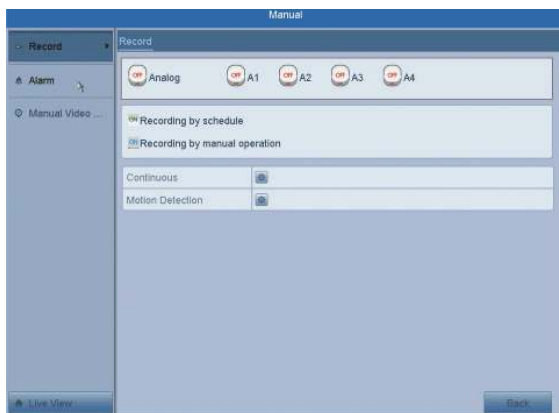 Manual
Record
Record
OFF Analog OFF A1 OFF A2 OFF A3 OFF A4
Alarm
Manual Video ...
ON Recording by schedule
ON Recording by manual operation
Continuous
Motion Detection
Live View
Back